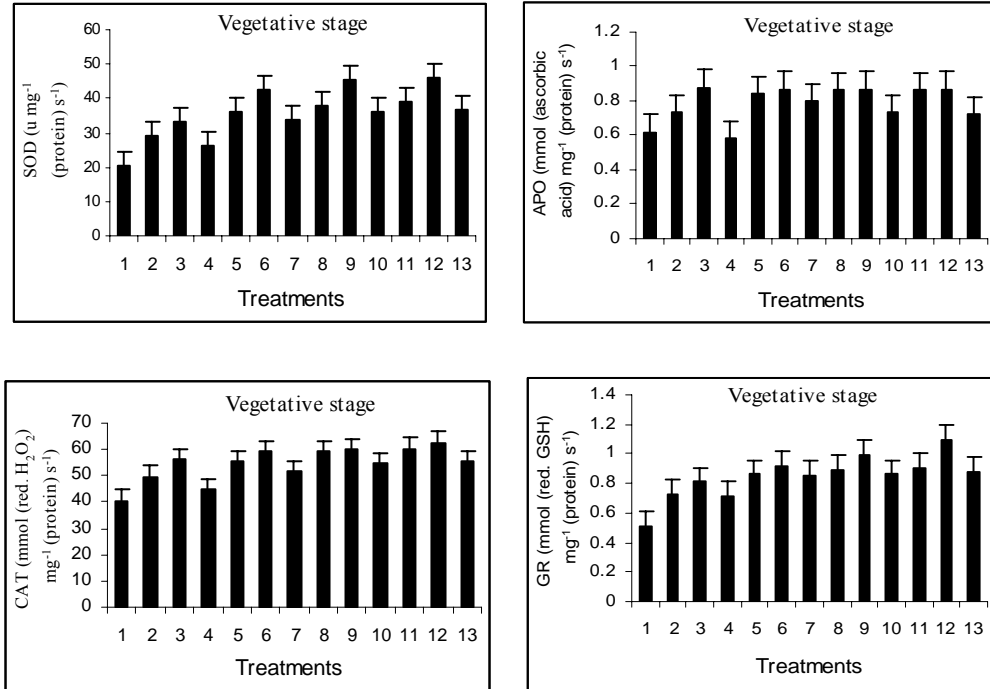 Vegetative stage
SOD (u mg⁻¹
(protein) s⁻¹)
60
50
40
30
20
10
0
1 2 3 4 5 6 7 8 9 10 11 12 13
Treatments
Vegetative stage
APO (mmol (ascorbic
acid) mg⁻¹ (protein) s⁻¹)
1.2
1
0.8
0.6
0.4
0.2
0
1 2 3 4 5 6 7 8 9 10 11 12 13
Treatments
Vegetative stage
CAT (mmol (red. H₂O₂)
mg⁻¹ (protein) s⁻¹)
70
60
50
40
30
20
10
0
1 2 3 4 5 6 7 8 9 10 11 12 13
Treatments
Vegetative stage
GR (mmol (red. GSH)
mg⁻¹ (protein) s⁻¹)
1.4
1.2
1
0.8
0.6
0.4
0.2
0
1 2 3 4 5 6 7 8 9 10 11 12 13
Treatments